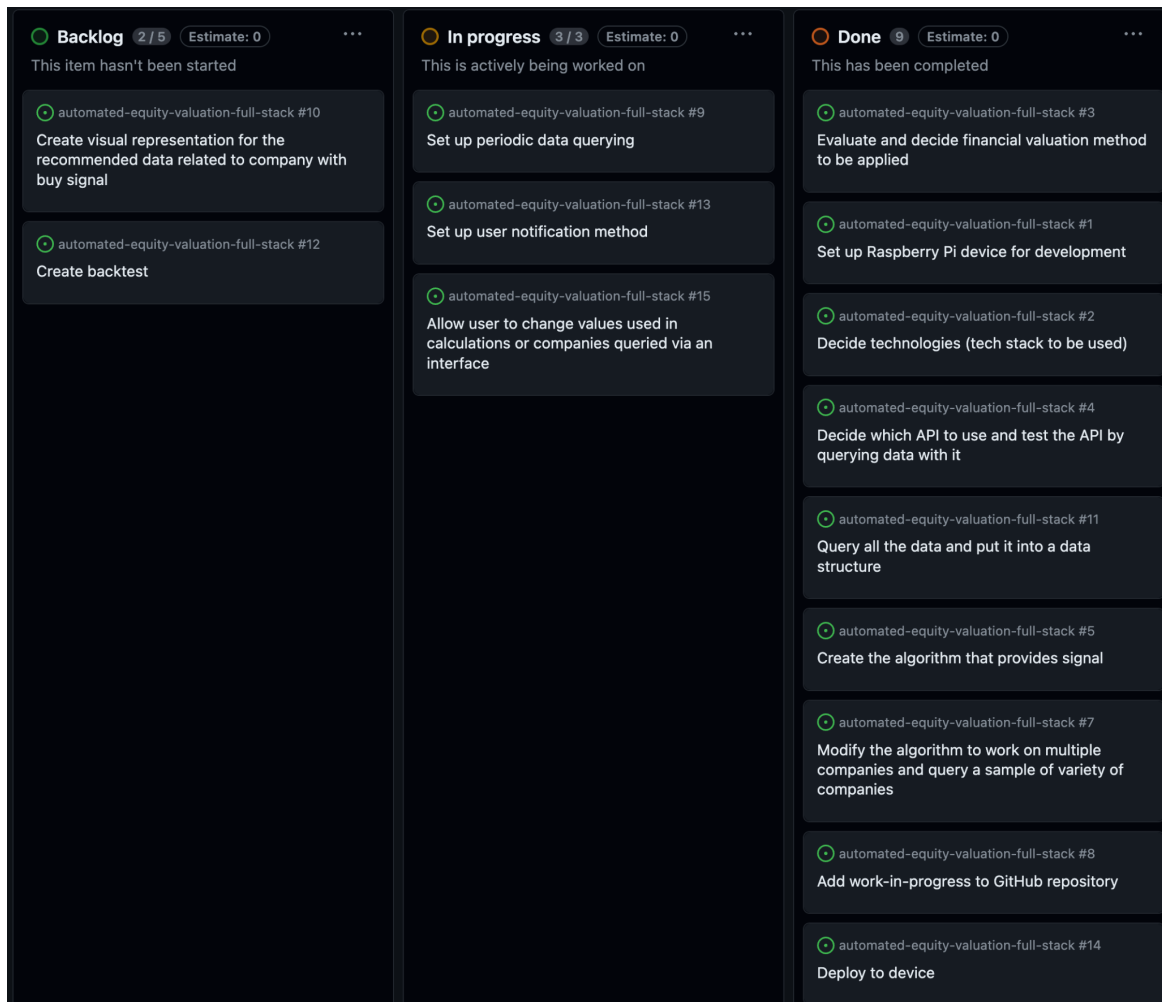 Backlog 2 / 5 Estimate: 0 ...
This item hasn't been started
automated-equity-valuation-full-stack #10
Create visual representation for the
recommended data related to company with
buy signal
automated-equity-valuation-full-stack #12
Create backtest
In progress 3 / 3 Estimate: 0 ...
This is actively being worked on
automated-equity-valuation-full-stack #9
Set up periodic data querying
automated-equity-valuation-full-stack #13
Set up user notification method
automated-equity-valuation-full-stack #15
Allow user to change values used in
calculations or companies queried via an
interface
Done 9 Estimate: 0 ...
This has been completed
automated-equity-valuation-full-stack #3
Evaluate and decide financial valuation method
to be applied
automated-equity-valuation-full-stack #1
Set up Raspberry Pi device for development
automated-equity-valuation-full-stack #2
Decide technologies (tech stack to be used)
automated-equity-valuation-full-stack #4
Decide which API to use and test the API by
querying data with it
automated-equity-valuation-full-stack #11
Query all the data and put it into a data
structure
automated-equity-valuation-full-stack #5
Create the algorithm that provides signal
automated-equity-valuation-full-stack #7
Modify the algorithm to work on multiple
companies and query a sample of variety of
companies
automated-equity-valuation-full-stack #8
Add work-in-progress to GitHub repository
automated-equity-valuation-full-stack #14
Deploy to device